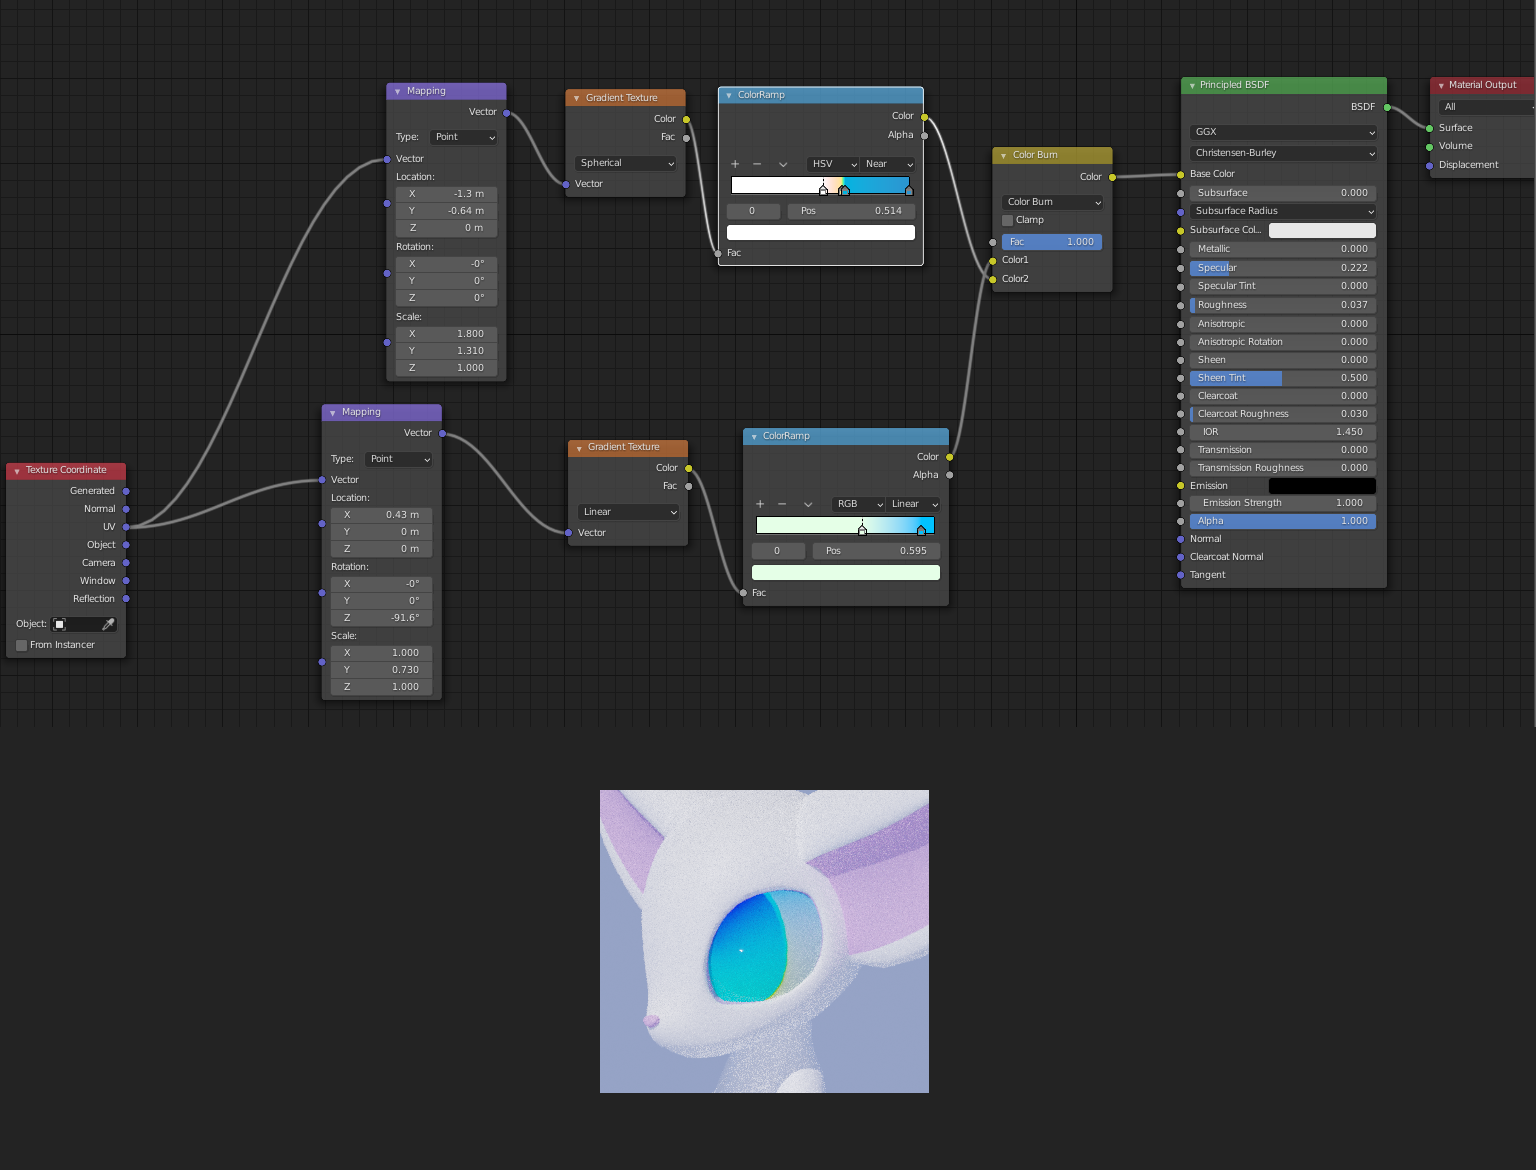 Mapping
Vector
Type: Point
Vector
Location:
X -1.3 m
Y -0.64 m
Z 0 m
Rotation:
X -0°
Y 0°
Z 0°
Scale:
X 1.800
Y 1.310
Z 1.000
Gradient Texture
Color
Fac
Spherical
Vector
ColorRamp
Color
Alpha
+ − HSV Near
0 Pos 0.514
Fac
Color Burn
Color
Color Burn
Clamp
Fac 1.000
Color1
Color2
Principled BSDF
BSDF
GGX
Christensen-Burley
Base Color
Subsurface 0.000
Subsurface Radius
Subsurface Col...
Metallic 0.000
Specular 0.222
Specular Tint 0.000
Roughness 0.037
Anisotropic 0.000
Anisotropic Rotation 0.000
Sheen 0.000
Sheen Tint 0.500
Clearcoat 0.000
Clearcoat Roughness 0.030
IOR 1.450
Transmission 0.000
Transmission Roughness 0.000
Emission
Emission Strength 1.000
Alpha 1.000
Normal
Clearcoat Normal
Tangent
Material Output
All
Surface
Volume
Displacement
Texture Coordinate
Generated
Normal
UV
Object
Camera
Window
Reflection
Object:
From Instancer
Mapping
Vector
Type: Point
Vector
Location:
X 0.43 m
Y 0 m
Z 0 m
Rotation:
X -0°
Y 0°
Z -91.6°
Scale:
X 1.000
Y 0.730
Z 1.000
Gradient Texture
Color
Fac
Linear
Vector
ColorRamp
Color
Alpha
+ − RGB Linear
0 Pos 0.595
Fac